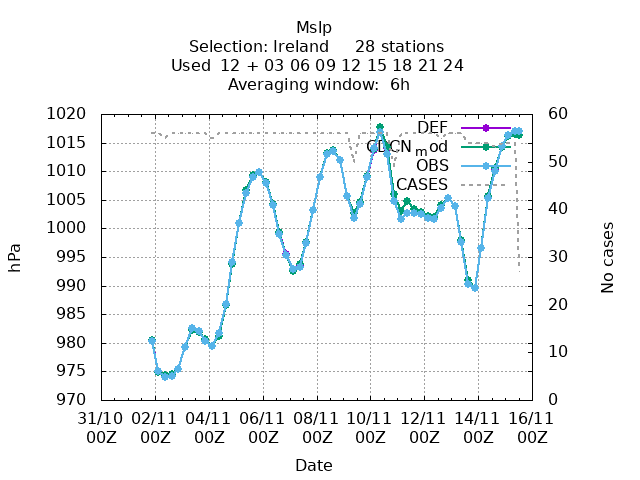 Mslp
Selection: Ireland 28 stations
Used 12 + 03 06 09 12 15 18 21 24
Averaging window: 6h
1020 60
DEF
1015 CDCN mod 50
1010 OBS
CASES
1005 40
1000
995 30
990
985 20
980
975 10
970 0
hPa
No cases
31/10 02/11 04/11 06/11 08/11 10/11 12/11 14/11 16/11
00Z 00Z 00Z 00Z 00Z 00Z 00Z 00Z 00Z
Date